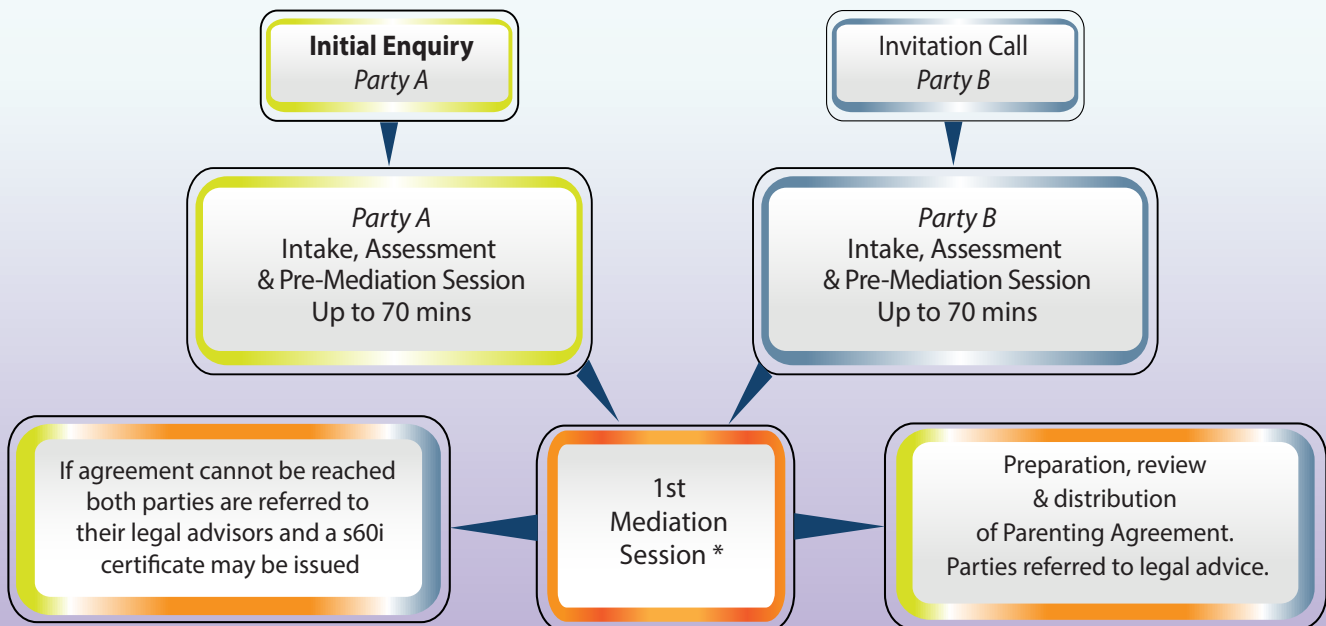 Initial Enquiry
Party A
Invitation Call
Party B
Party A
Intake, Assessment
& Pre-Mediation Session
Up to 70 mins
Party B
Intake, Assessment
& Pre-Mediation Session
Up to 70 mins
If agreement cannot be reached
both parties are referred to
their legal advisors and a s60i
certificate may be issued
1st
Mediation
Session *
Preparation, review
& distribution
of Parenting Agreement.
Parties referred to legal advice.